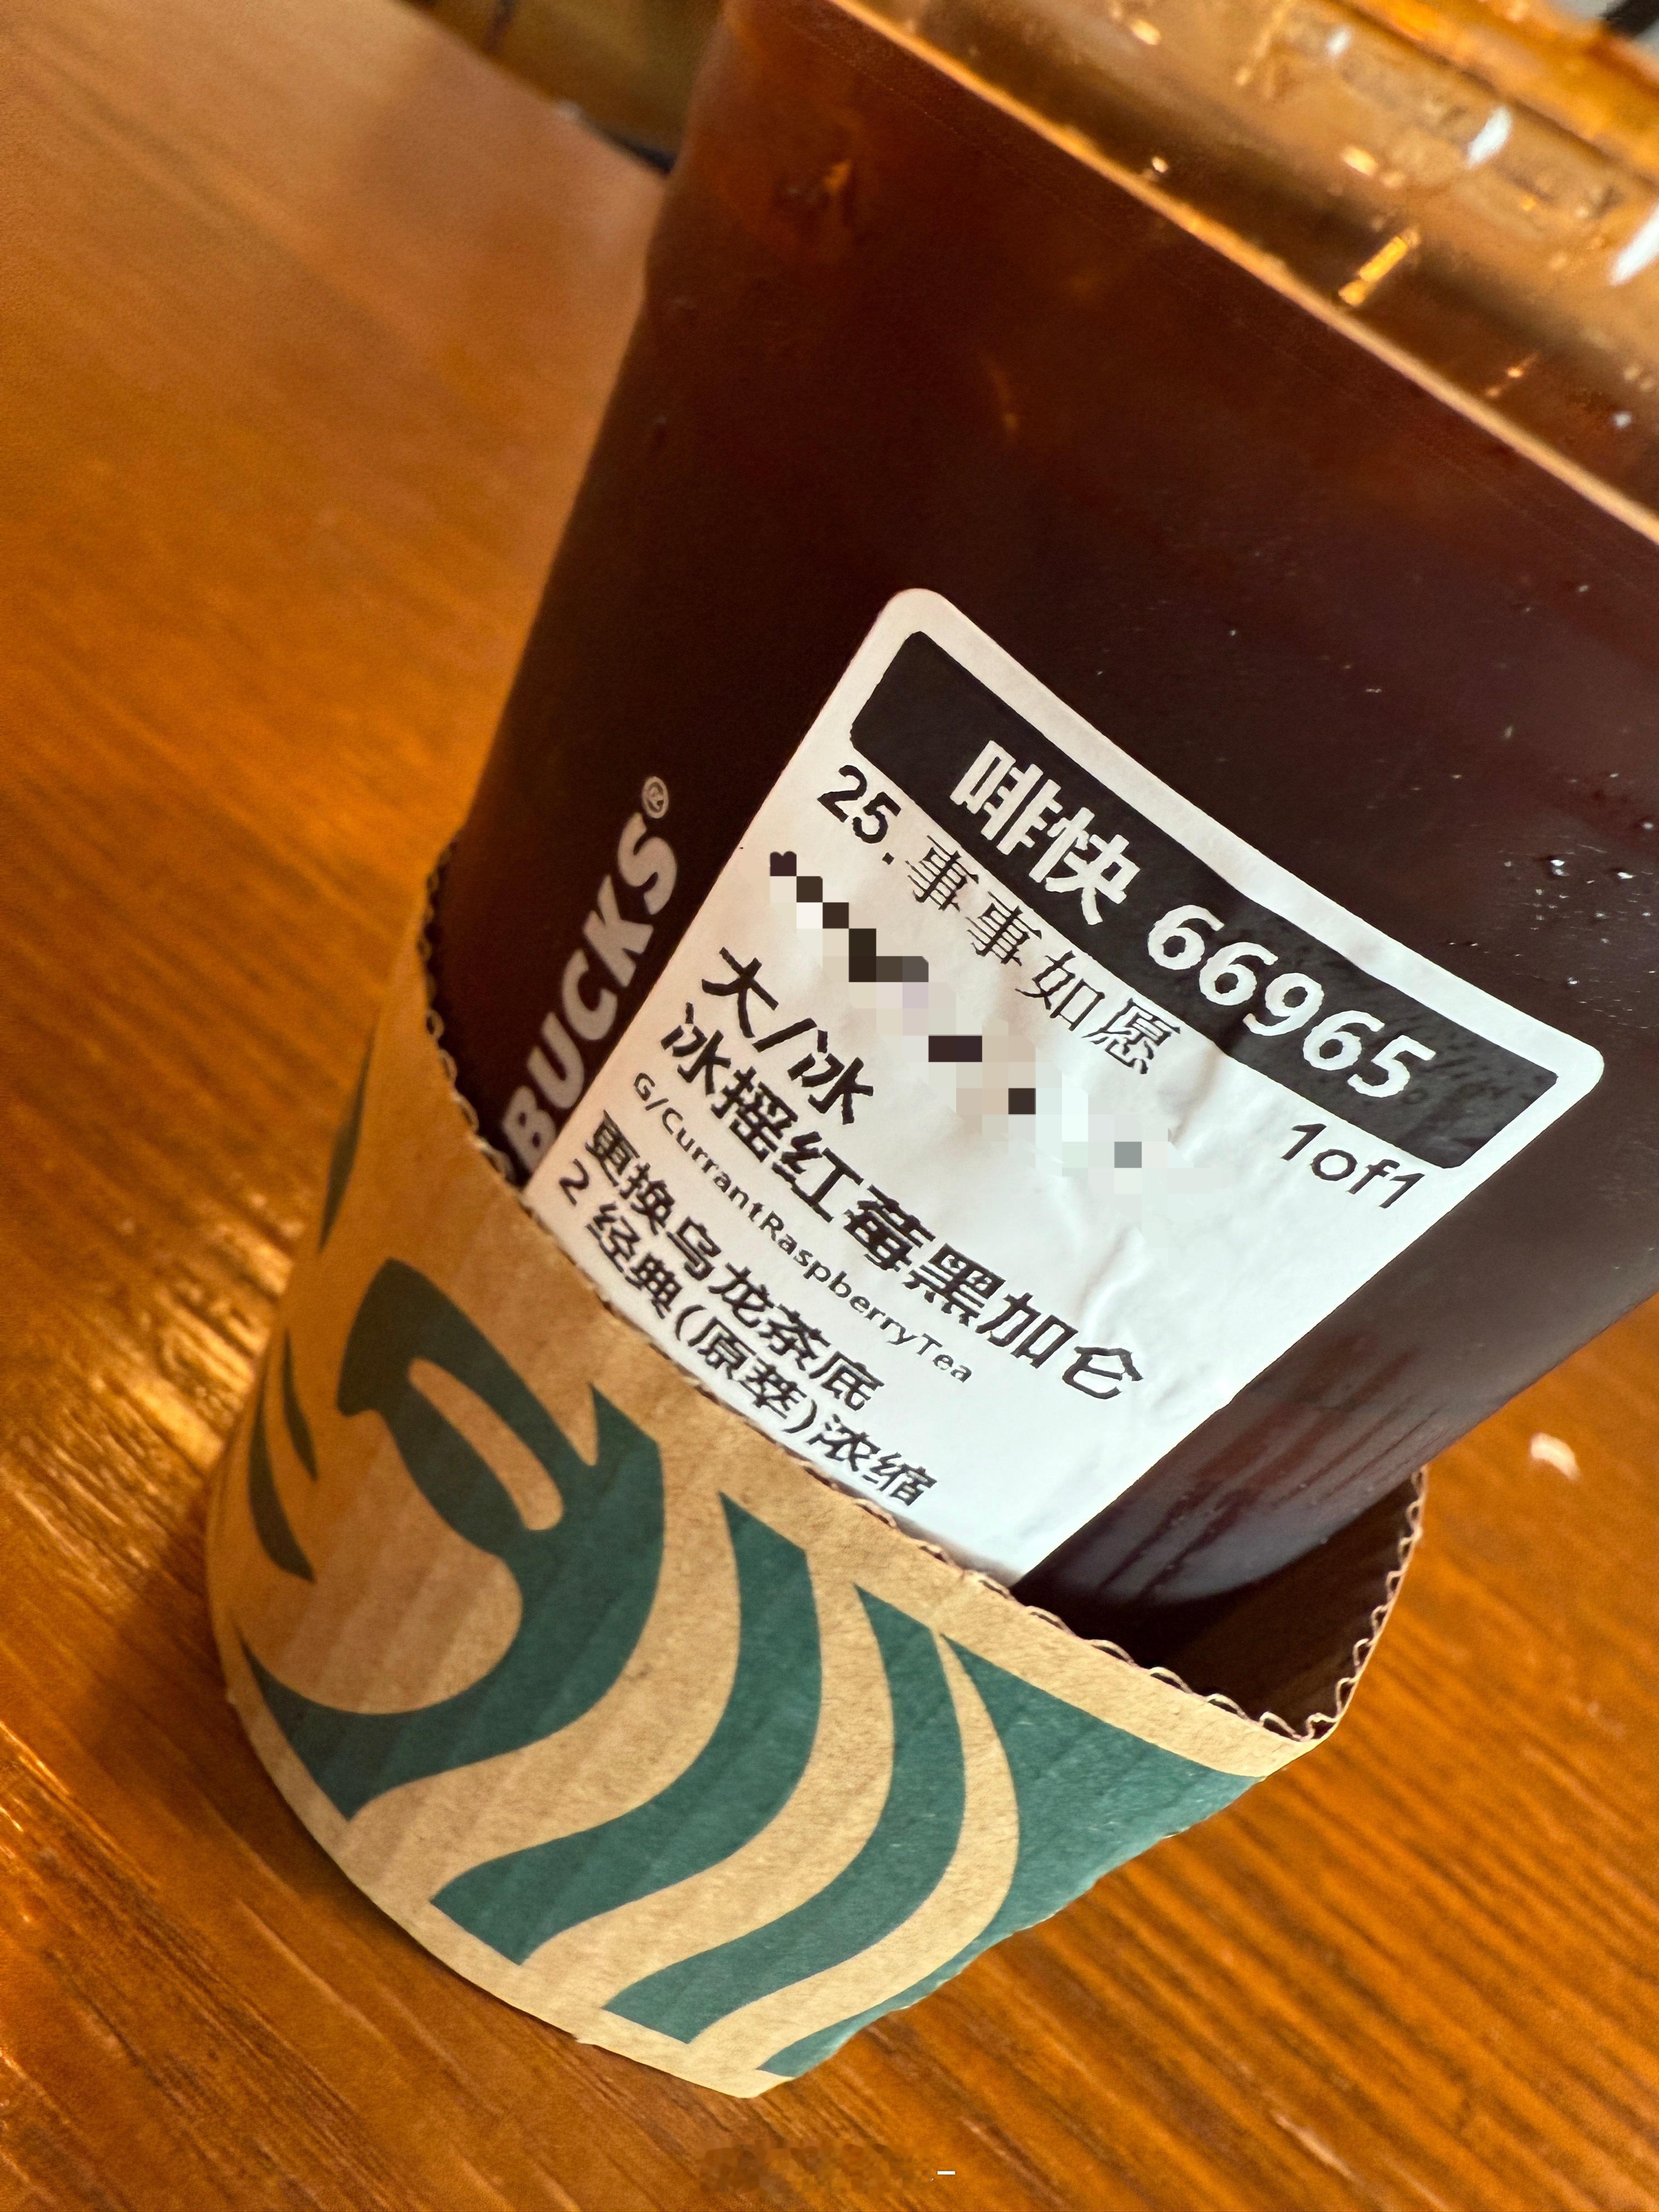 啡快 66965
25.事事如愿
1of1
大/冰
冰摇红莓黑加仑
G/CurrantRaspberryTea
更换乌龙茶底
2 经典(原萃)浓缩
BUCKS®